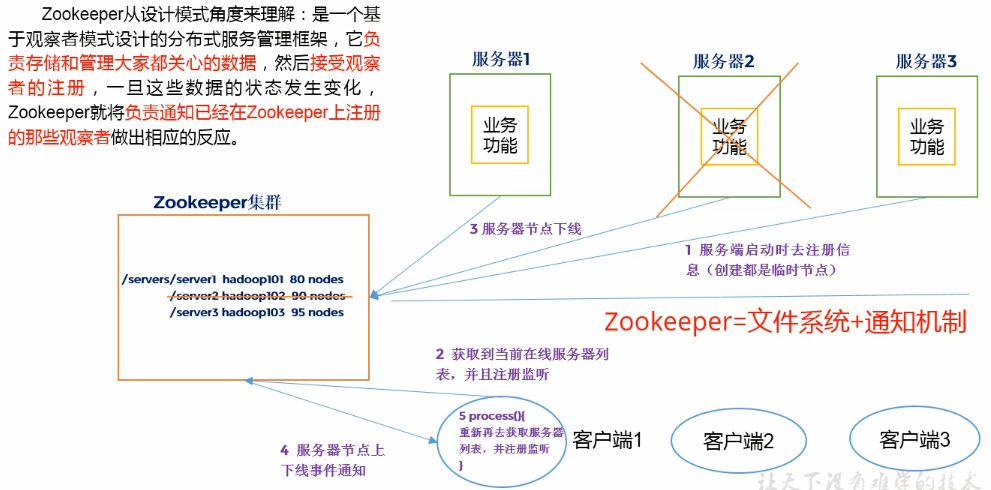 Zookeeper从设计模式角度来理解：是一个基
于观察者模式设计的分布式服务管理框架，它负
责存储和管理大家都关心的数据，然后接受观察
者的注册，一旦这些数据的状态发生变化，
Zookeeper就将负责通知已经在Zookeeper上注册
的那些观察者做出相应的反应。
服务器1
服务器2
服务器3
业务
功能
业务
功能
业务
功能
Zookeeper集群
3 服务器节点下线
1 服务端启动时去注册信
息（创建都是临时节点）
/servers/server1 hadoop101 80 nodes
/server2 hadoop102 90 nodes
/server3 hadoop103 95 nodes
Zookeeper=文件系统+通知机制
2 获取到当前在线服务器列
表，并且注册监听
5 process(){
重新再去获取服务器
列表，并注册监听
}
客户端1
客户端2
客户端3
4 服务器节点上
下线事件通知
让天下没有难学的技术